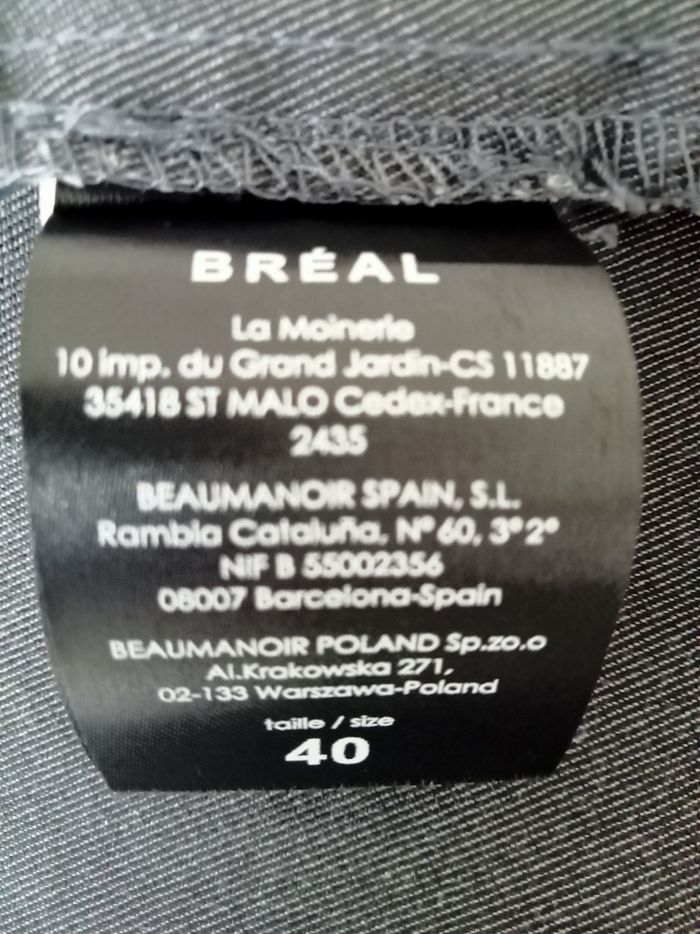 BRÉAL
La Moinerie
10 imp. du Grand Jardin-CS 11887
35418 ST MALO Cedex-France
2435
BEAUMANOIR SPAIN, S.L.
Rambla Cataluña, Nº 60, 3º 2º
NIF B 55002356
08007 Barcelona-Spain
BEAUMANOIR POLAND Sp.zo.o
Al.Krakowska 271,
02-133 Warszawa-Poland
taille / size
40